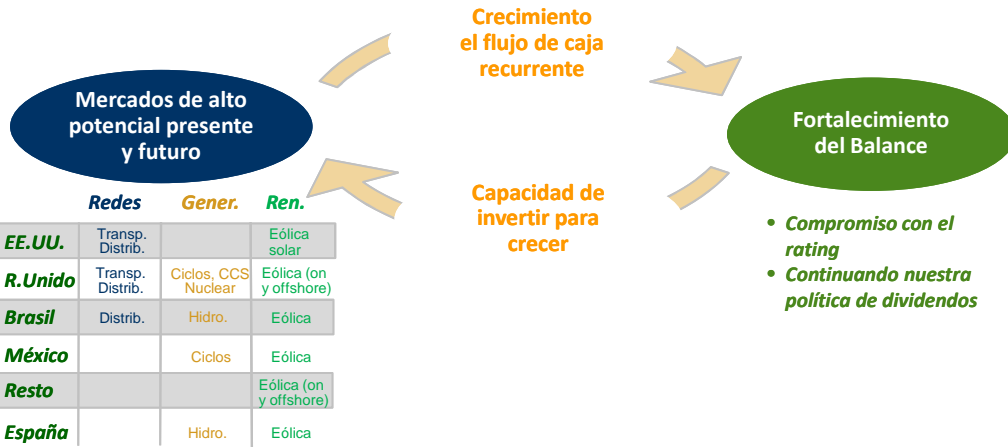 Crecimiento
el flujo de caja
recurrente
Mercados de alto
potencial presente
y futuro
Fortalecimiento
del Balance
Capacidad de
invertir para
crecer
• Compromiso con el
rating
• Continuando nuestra
política de dividendos
Redes Gener. Ren.
EE.UU. Transp. Distrib. Eólica solar
R.Unido Transp. Distrib. Ciclos, CCS Nuclear Eólica (on y offshore)
Brasil Distrib. Hidro. Eólica
México Ciclos Eólica
Resto Eólica (on y offshore)
España Hidro. Eólica